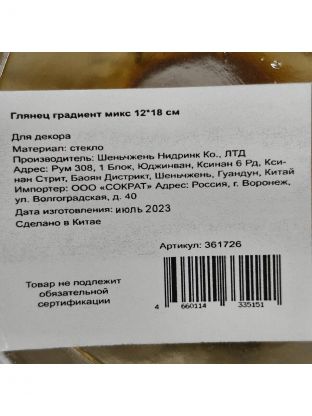 Глянец градиент микс 12*18 см
Для декора
Материал: стекло
Производитель: Шеньчжень Нидринк Ко., ЛТД
Адрес: Рум 308, 1 Блок, Юджинван, Ксинан 6 Рд, Кси-
нан Стрит, Баоян Дистрикт, Шеньчжень, Гуандун, Китай
Импортер: ООО «СОКРАТ» Адрес: Россия, г. Воронеж,
ул. Волгоградская, д. 40
Дата изготовления: июль 2023
Сделано в Китае
Артикул: 361726
Товар не подлежит
обязательной
сертификации
4 660114 335151